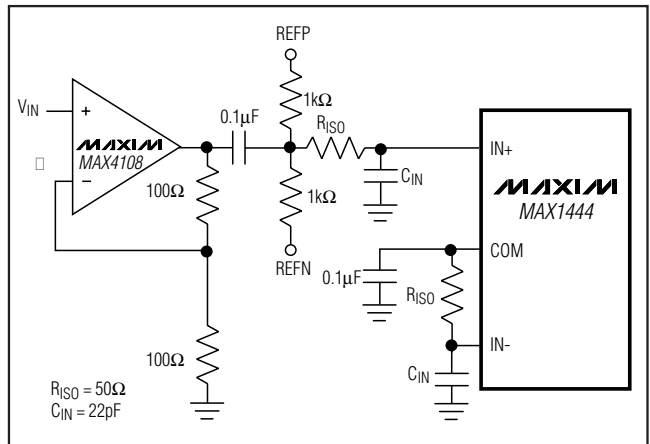 REFP
V_IN
+
MAXIM
MAX4108
−
0.1µF
1kΩ
R_ISO
IN+
C_IN
100Ω
1kΩ
MAXIM
MAX1444
REFN
COM
0.1µF
R_ISO
100Ω
IN-
C_IN
R_ISO = 50Ω
C_IN = 22pF